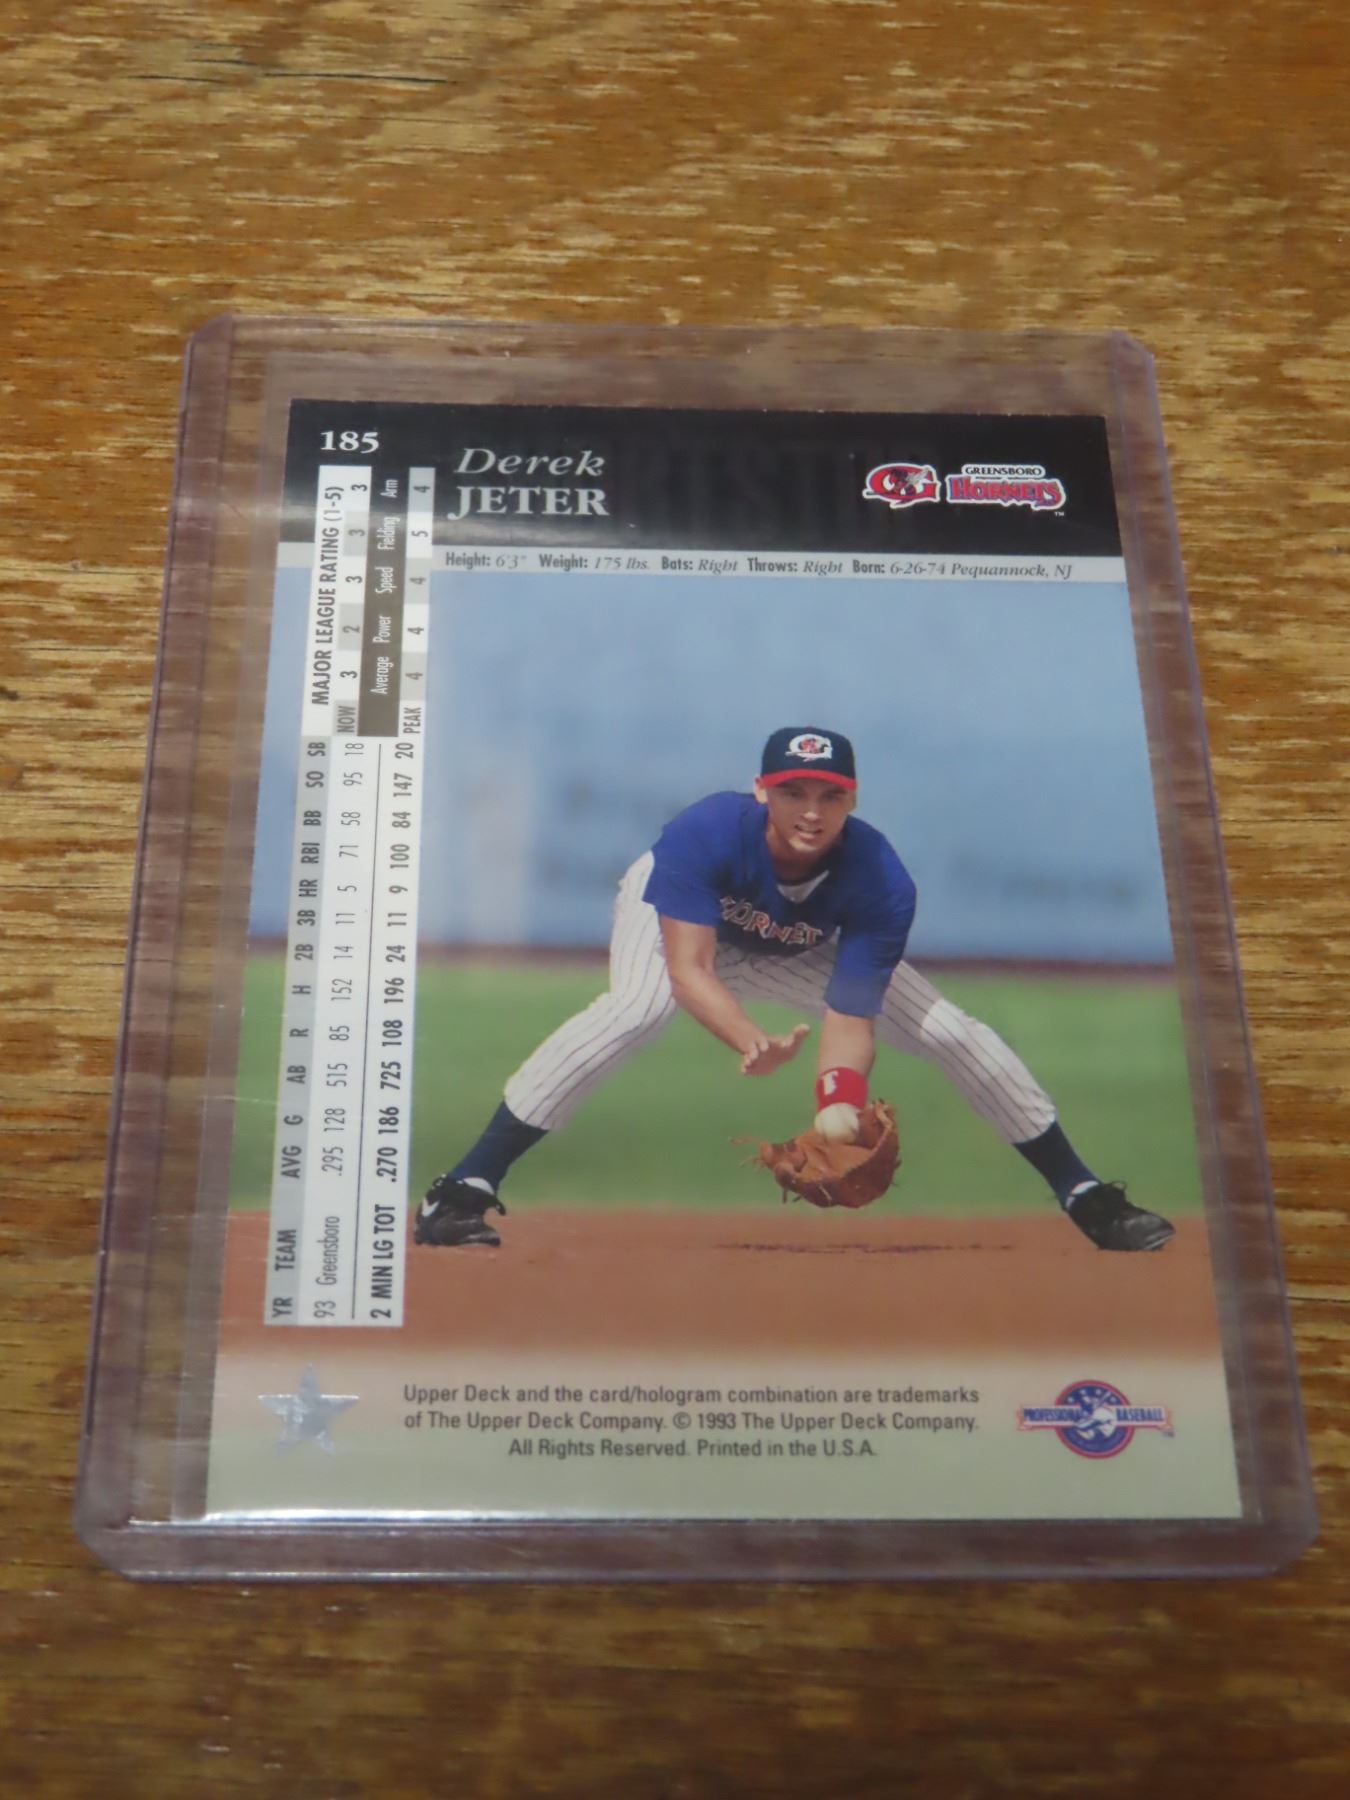 185
Derek
JETER
GREENSBORO
HORNETS
TM
Height: 6'3" Weight: 175 lbs. Bats: Right Throws: Right Born: 6-26-74 Pequannock, NJ
MAJOR LEAGUE RATING (1-5)
NOW 3 2 3 3 3
Average Power Speed Fielding Arm
PEAK 4 4 4 5 4
YR TEAM AVG G AB R H 2B 3B HR RBI BB SO SB
93 Greensboro .295 128 515 85 152 14 11 5 71 58 95 18
2 MIN LG TOT .270 186 725 108 196 24 11 9 100 84 147 20
G
HORNET
F
Upper Deck and the card/hologram combination are trademarks
of The Upper Deck Company. © 1993 The Upper Deck Company.
All Rights Reserved. Printed in the U.S.A.
PROFESSIONAL BASEBALL